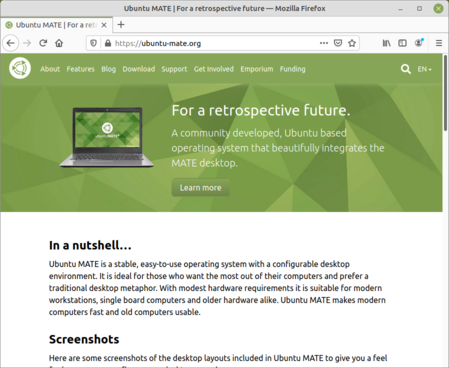 Ubuntu MATE | For a retrospective future — Mozilla Firefox
Ubuntu MATE | For a retr
https://ubuntu-mate.org
About Features Blog Download Support Get Involved Emporium Funding EN
For a retrospective future.
A community developed, Ubuntu based
operating system that beautifully integrates the
MATE desktop.
Learn more
In a nutshell…
Ubuntu MATE is a stable, easy-to-use operating system with a configurable desktop
environment. It is ideal for those who want the most out of their computers and prefer a
traditional desktop metaphor. With modest hardware requirements it is suitable for modern
workstations, single board computers and older hardware alike. Ubuntu MATE makes modern
computers fast and old computers usable.
Screenshots
Here are some screenshots of the desktop layouts included in Ubuntu MATE to give you a feel